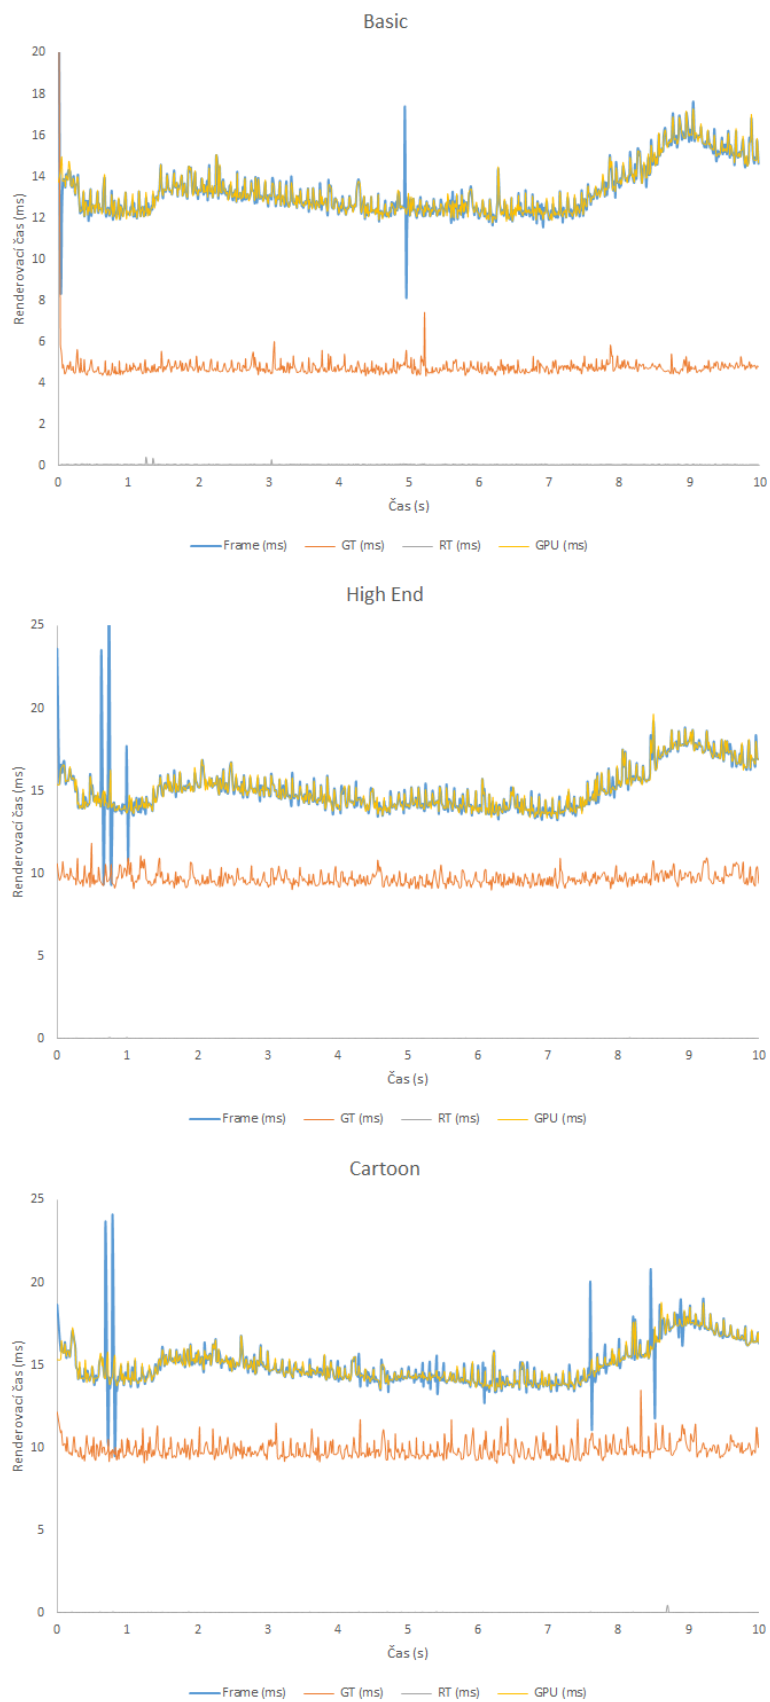 Basic
20
18
16
14
12
10
8
6
4
2
0
Renderovací čas (ms)
0 1 2 3 4 5 6 7 8 9 10
Čas (s)
Frame (ms) GT (ms) RT (ms) GPU (ms)
High End
25
20
15
10
5
0
Renderovací čas (ms)
0 1 2 3 4 5 6 7 8 9 10
Čas (s)
Frame (ms) GT (ms) RT (ms) GPU (ms)
Cartoon
25
20
15
10
5
0
Renderovací čas (ms)
0 1 2 3 4 5 6 7 8 9 10
Čas (s)
Frame (ms) GT (ms) RT (ms) GPU (ms)